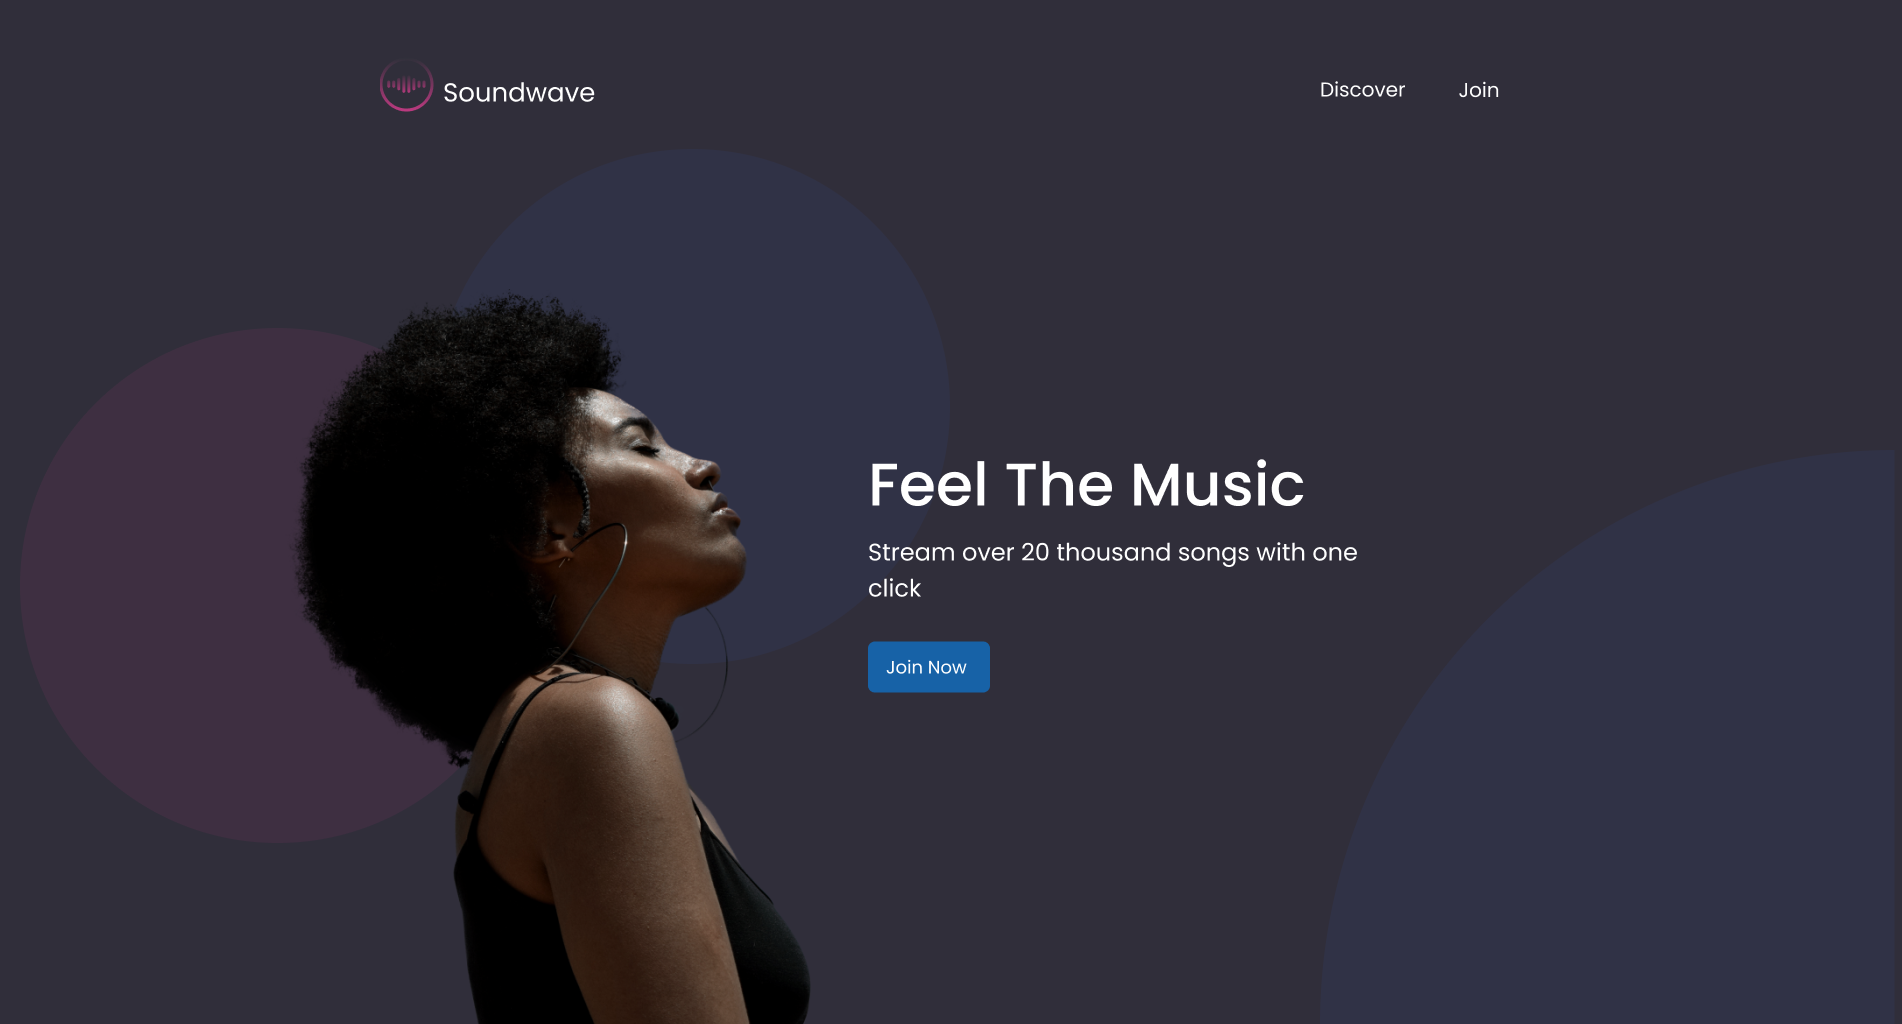 Soundwave
Discover
Join
Feel The Music
Stream over 20 thousand songs with one
click
Join Now